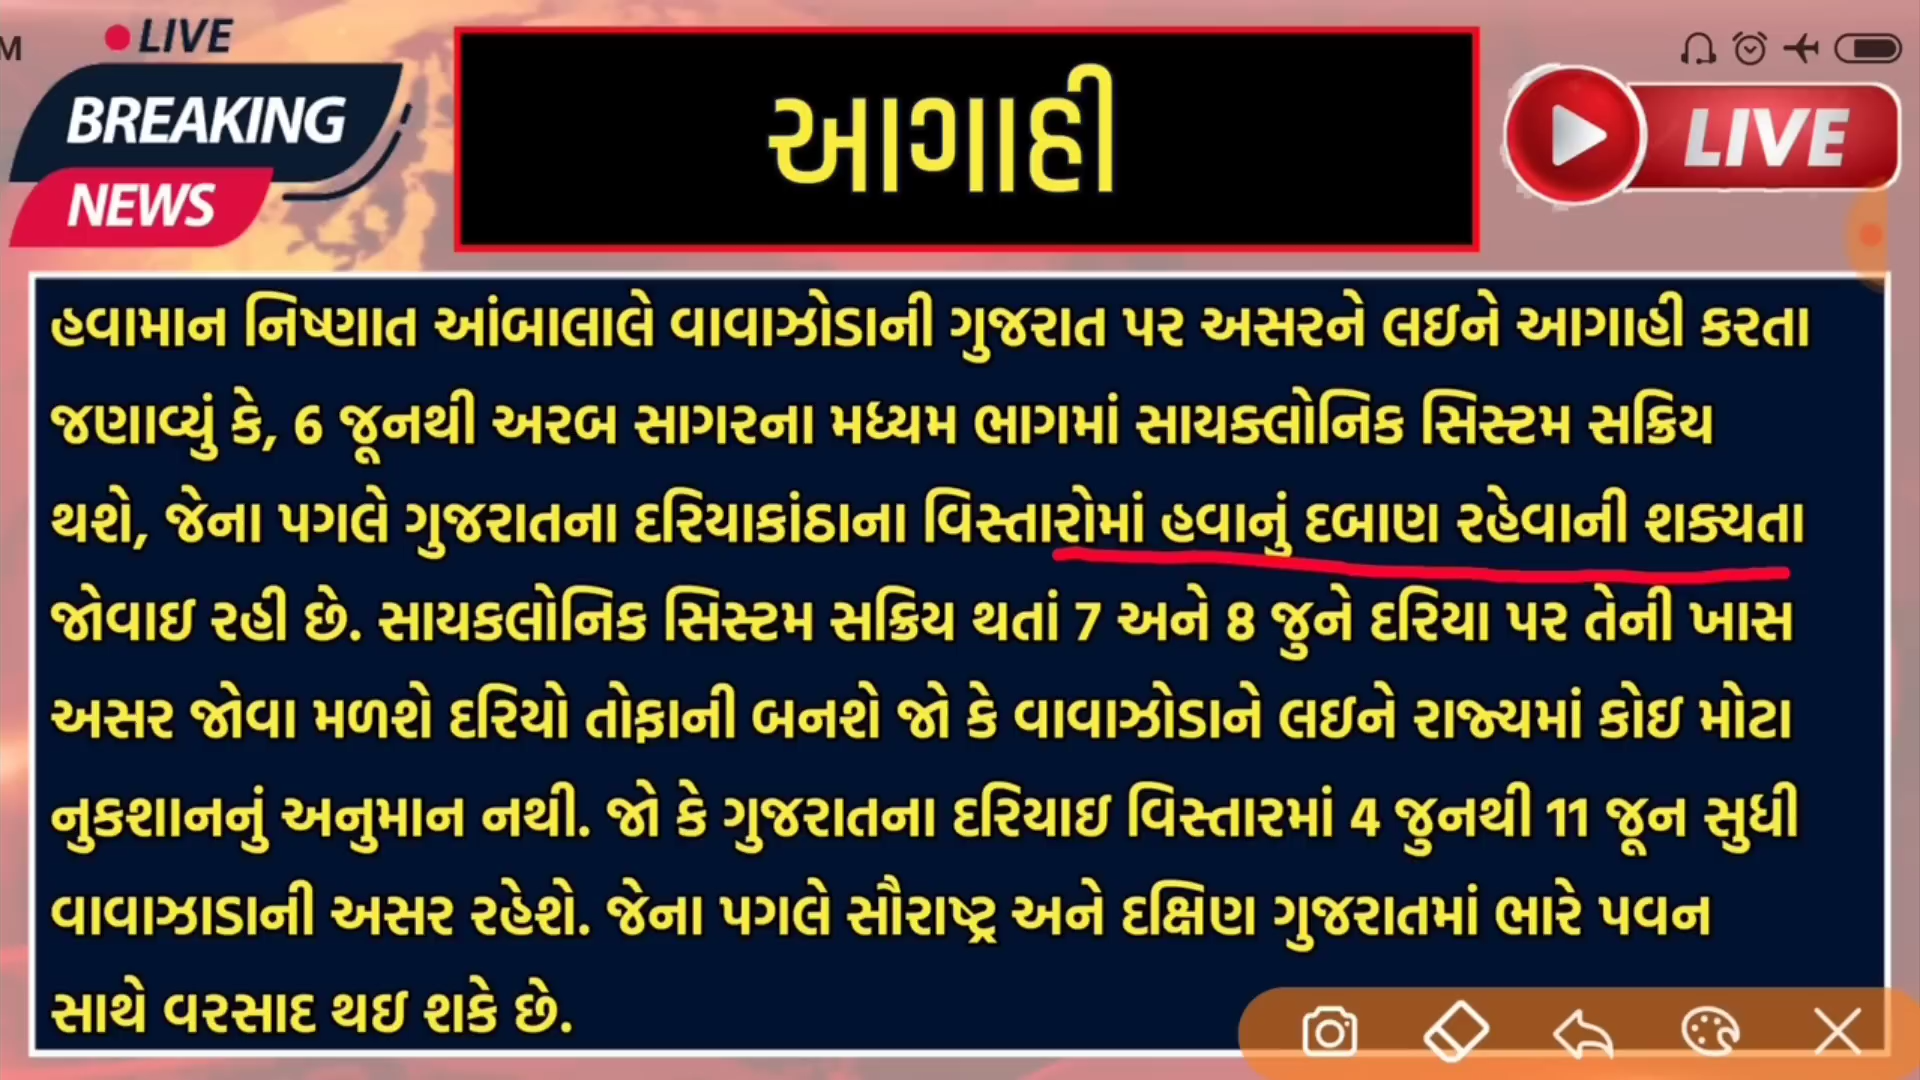 M
LIVE
BREAKING
NEWS
આગાહી
LIVE
હવામાન નિષ્ણાત આંબાલાલે વાવાઝોડાની ગુજરાત પર અસરને લઇને આગાહી કરતા
જણાવ્યું કે, 6 જૂનથી અરબ સાગરના મધ્યમ ભાગમાં સાયક્લોનિક સિસ્ટમ સક્રિય
થશે, જેના પગલે ગુજરાતના દરિયાકાંઠાના વિસ્તારોમાં હવાનું દબાણ રહેવાની શક્યતા
જોવાઇ રહી છે. સાયકલોનિક સિસ્ટમ સક્રિય થતાં 7 અને 8 જુને દરિયા પર તેની ખાસ
અસર જોવા મળશે દરિયો તોફાની બનશે જો કે વાવાઝોડાને લઇને રાજ્યમાં કોઇ મોટા
નુકશાનનું અનુમાન નથી. જો કે ગુજરાતના દરિયાઇ વિસ્તારમાં 4 જુનથી 11 જૂન સુધી
વાવાઝાડાની અસર રહેશે. જેના પગલે સૌરાષ્ટ્ર અને દક્ષિણ ગુજરાતમાં ભારે પવન
સાથે વરસાદ થઇ શકે છે.